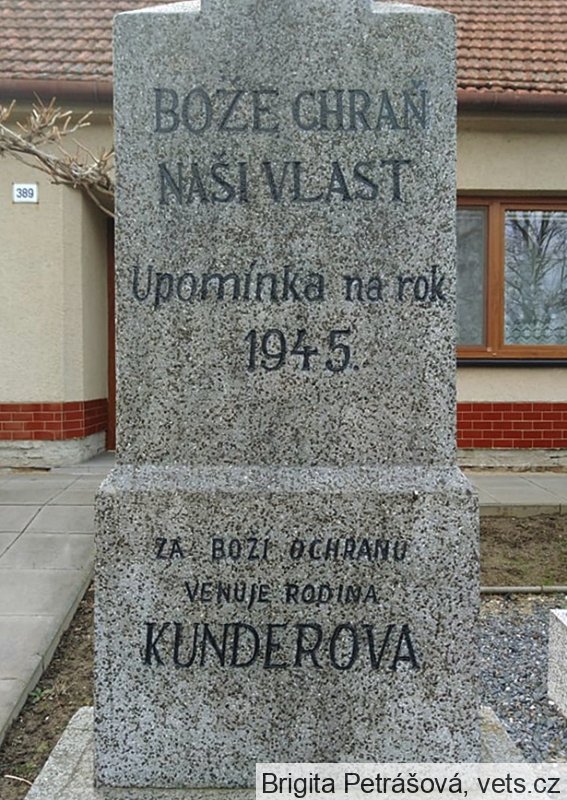 BOŽE CHRAŇ
NAŠI VLAST
Upomínka na rok
1945.
389
ZA BOŽÍ OCHRANU
VENUJE RODINA
KUNDEROVA
Brigita Petrášová, vets.cz